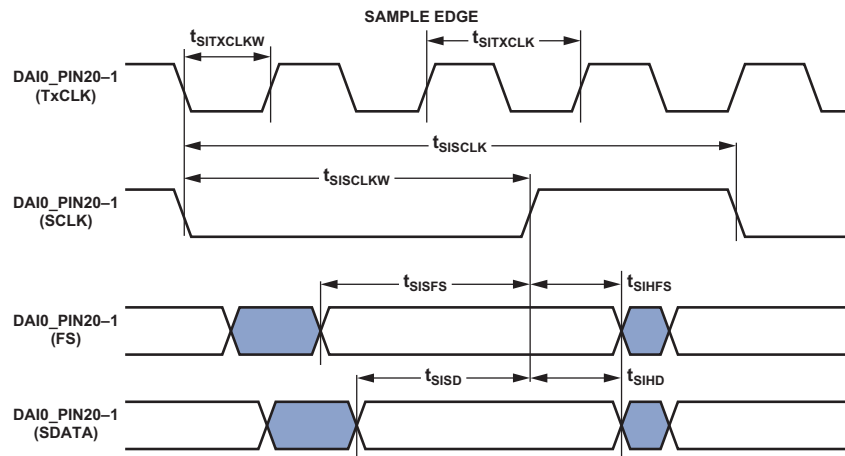 SAMPLE EDGE
tSITXCLKW
tSITXCLK
DAI0_PIN20–1
(TxCLK)
tSISCLK
tSISCLKW
DAI0_PIN20–1
(SCLK)
tSISFS
tSIHFS
DAI0_PIN20–1
(FS)
tSISD
tSIHD
DAI0_PIN20–1
(SDATA)